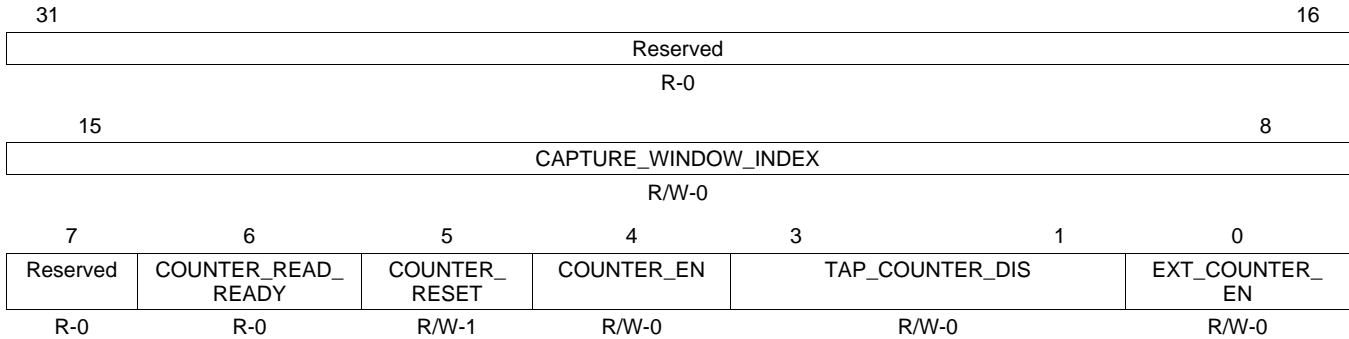 31 16
Reserved
R-0
15 8
CAPTURE_WINDOW_INDEX
R/W-0
7 6 5 4 3 1 0
Reserved COUNTER_READ_ COUNTER_ COUNTER_EN TAP_COUNTER_DIS EXT_COUNTER_
READY RESET EN
R-0 R-0 R/W-1 R/W-0 R/W-0 R/W-0